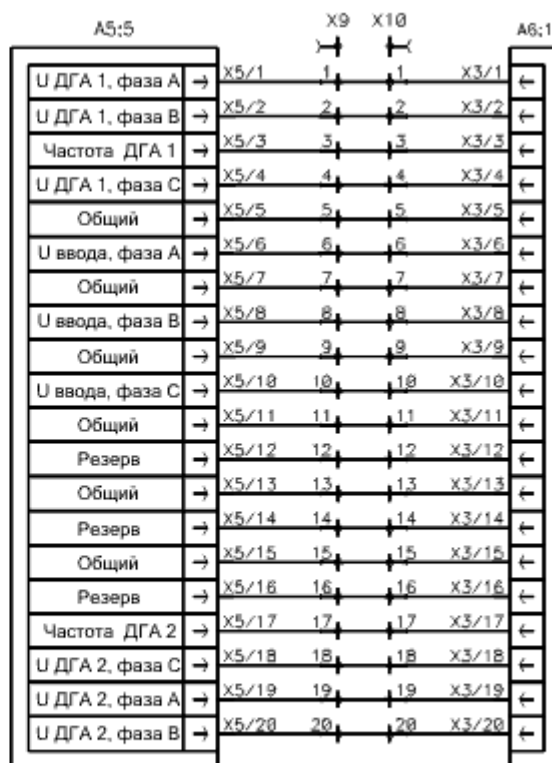 A5:5 X9 X10 A6:1
U ДГА 1, фаза A X5/1 1 1 X3/1
U ДГА 1, фаза B X5/2 2 2 X3/2
Частота ДГА 1 X5/3 3 3 X3/3
U ДГА 1, фаза C X5/4 4 4 X3/4
Общий X5/5 5 5 X3/5
U ввода, фаза A X5/6 6 6 X3/6
Общий X5/7 7 7 X3/7
U ввода, фаза B X5/8 8 8 X3/8
Общий X5/9 9 9 X3/9
U ввода, фаза C X5/10 10 10 X3/10
Общий X5/11 11 11 X3/11
Резерв X5/12 12 12 X3/12
Общий X5/13 13 13 X3/13
Резерв X5/14 14 14 X3/14
Общий X5/15 15 15 X3/15
Резерв X5/16 16 16 X3/16
Частота ДГА 2 X5/17 17 17 X3/17
U ДГА 2, фаза C X5/18 18 18 X3/18
U ДГА 2, фаза A X5/19 19 19 X3/19
U ДГА 2, фаза B X5/20 20 20 X3/20